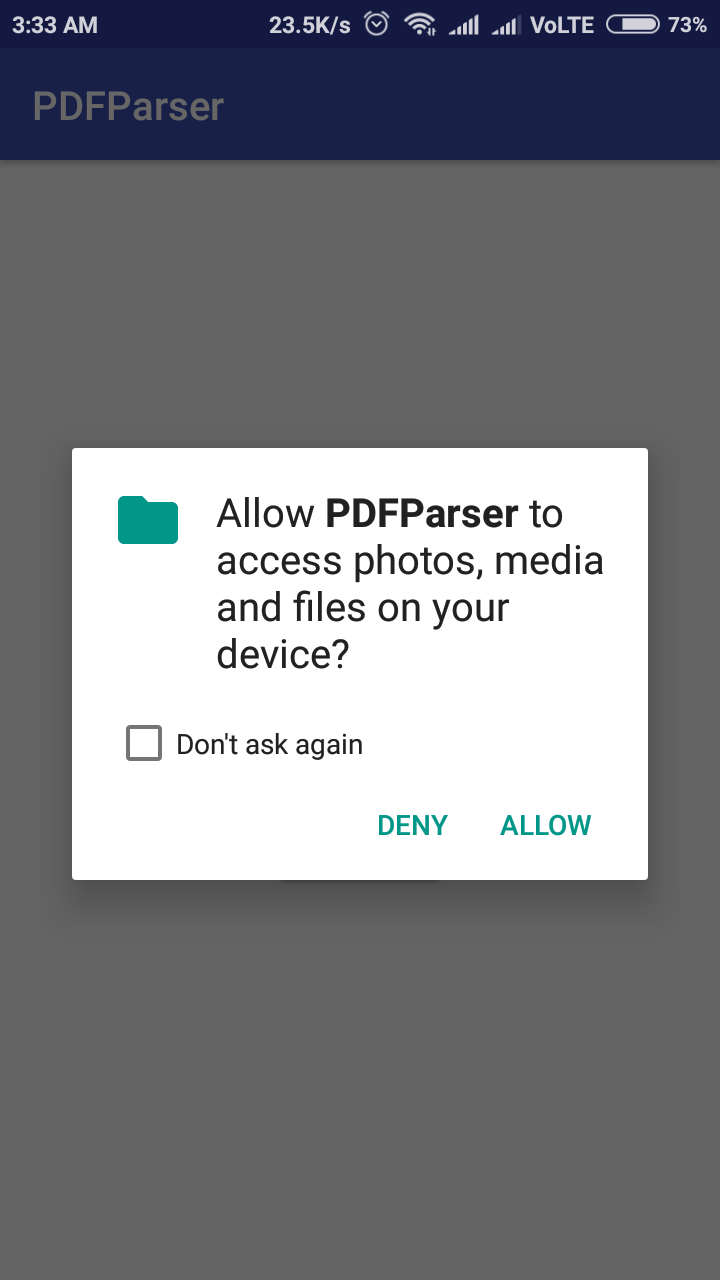 3:33 AM 23.5K/s VoLTE 73%
PDFParser
Allow PDFParser to
access photos, media
and files on your
device?
Don't ask again
DENY ALLOW